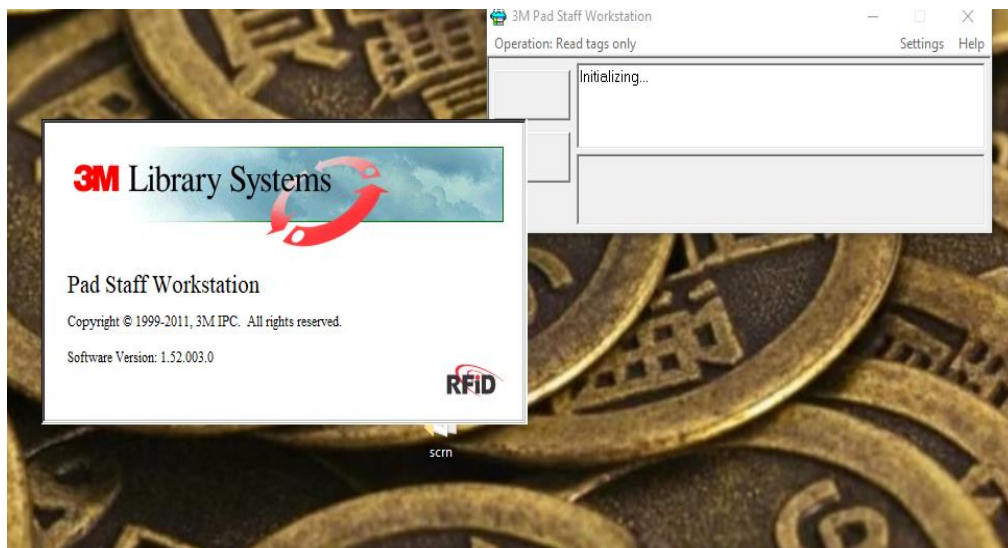 3M Pad Staff Workstation
Operation: Read tags only
Settings Help
Initializing...
3M Library Systems
Pad Staff Workstation
Copyright © 1999-2011, 3M IPC. All rights reserved.
Software Version: 1.52.003.0
RFiD
scrn